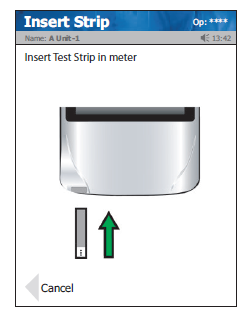 Insert Strip Op: ****
Name: A Unit-1 13:42
Insert Test Strip in meter
Cancel